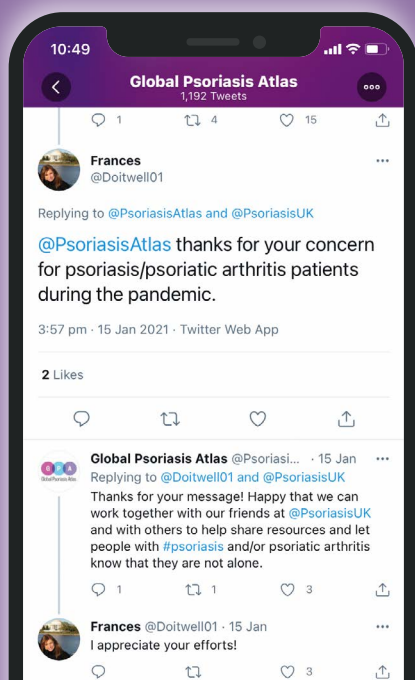 10:49
Global Psoriasis Atlas
1,192 Tweets
1 4 15
Frances
@Doitwell01
Replying to @PsoriasisAtlas and @PsoriasisUK
@PsoriasisAtlas thanks for your concern
for psoriasis/psoriatic arthritis patients
during the pandemic.
3:57 pm · 15 Jan 2021 · Twitter Web App
2 Likes
GPA
Global Psoriasis Atlas
Global Psoriasis Atlas @Psoriasi... · 15 Jan
Replying to @Doitwell01 and @PsoriasisUK
Thanks for your message! Happy that we can
work together with our friends at @PsoriasisUK
and with others to help share resources and let
people with #psoriasis and/or psoriatic arthritis
know that they are not alone.
1 1 3
Frances @Doitwell01 · 15 Jan
I appreciate your efforts!
3